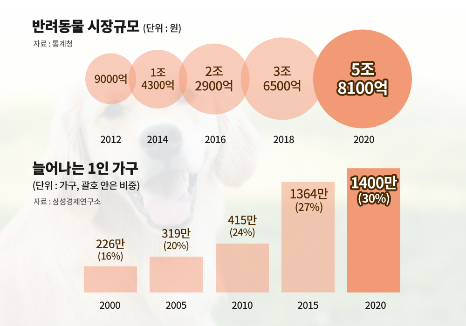 반려동물 시장규모 (단위 : 원)
자료 : 통계청
9000억
1조
4300억
2조
2900억
3조
6500억
5조
8100억
2012 2014 2016 2018 2020
늘어나는 1인 가구
(단위 : 가구, 괄호 안은 비중)
자료 : 삼성경제연구소
226만
(16%)
319만
(20%)
415만
(24%)
1364만
(27%)
1400만
(30%)
2000 2005 2010 2015 2020